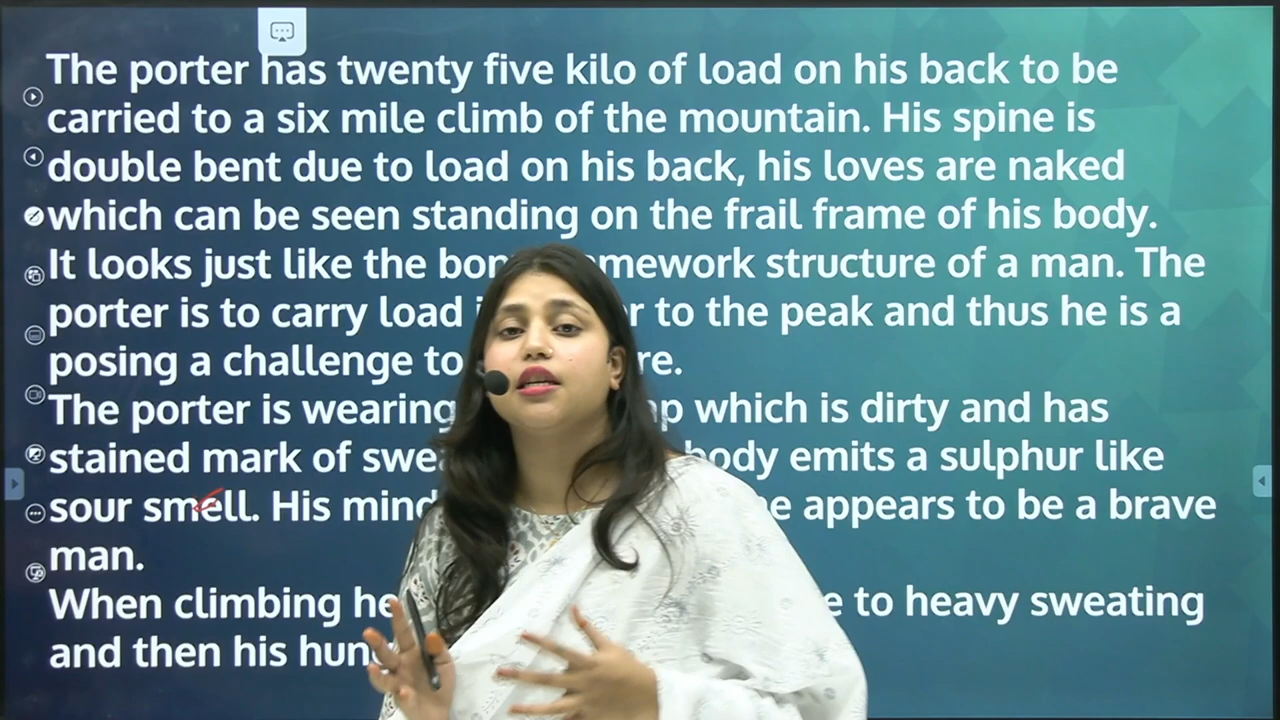 The porter has twenty five kilo of load on his back to be
carried to a six mile climb of the mountain. His spine is
double bent due to load on his back, his loves are naked
which can be seen standing on the frail frame of his body.
It looks just like the structure of a man. The
porter is to carry load to the peak and thus he is a
posing a challenge to
The porter is wearing which is dirty and has
stained mark of body emits a sulphur like
sour smell. His mind appears to be a brave
man.
When climbing he to heavy sweating
and then his